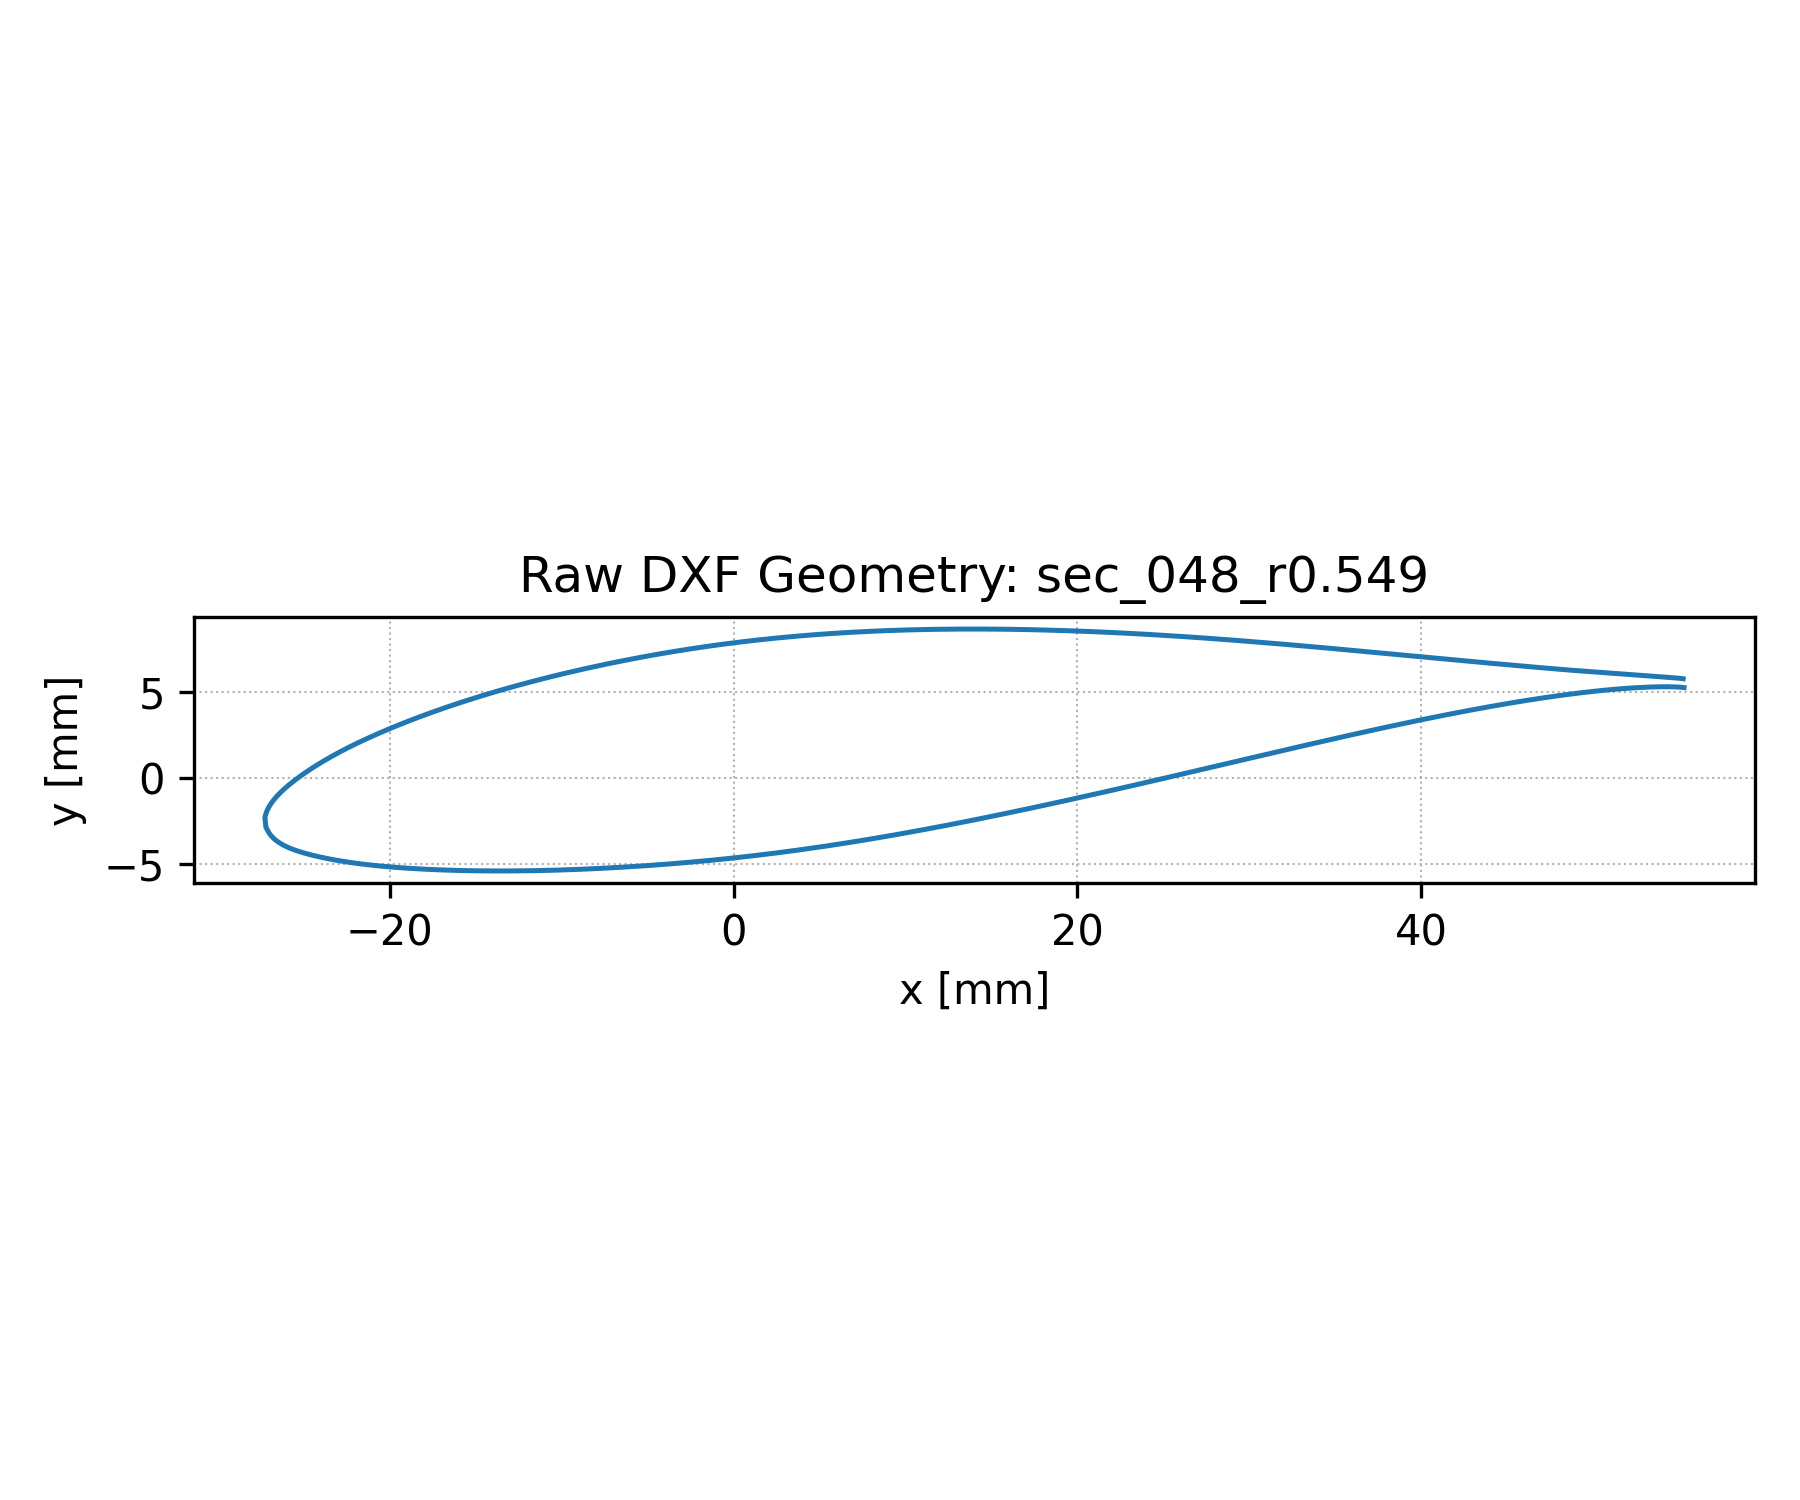 Raw DXF Geometry: sec_048_r0.549
y [mm]
5
0
−5
−20 0 20 40
x [mm]